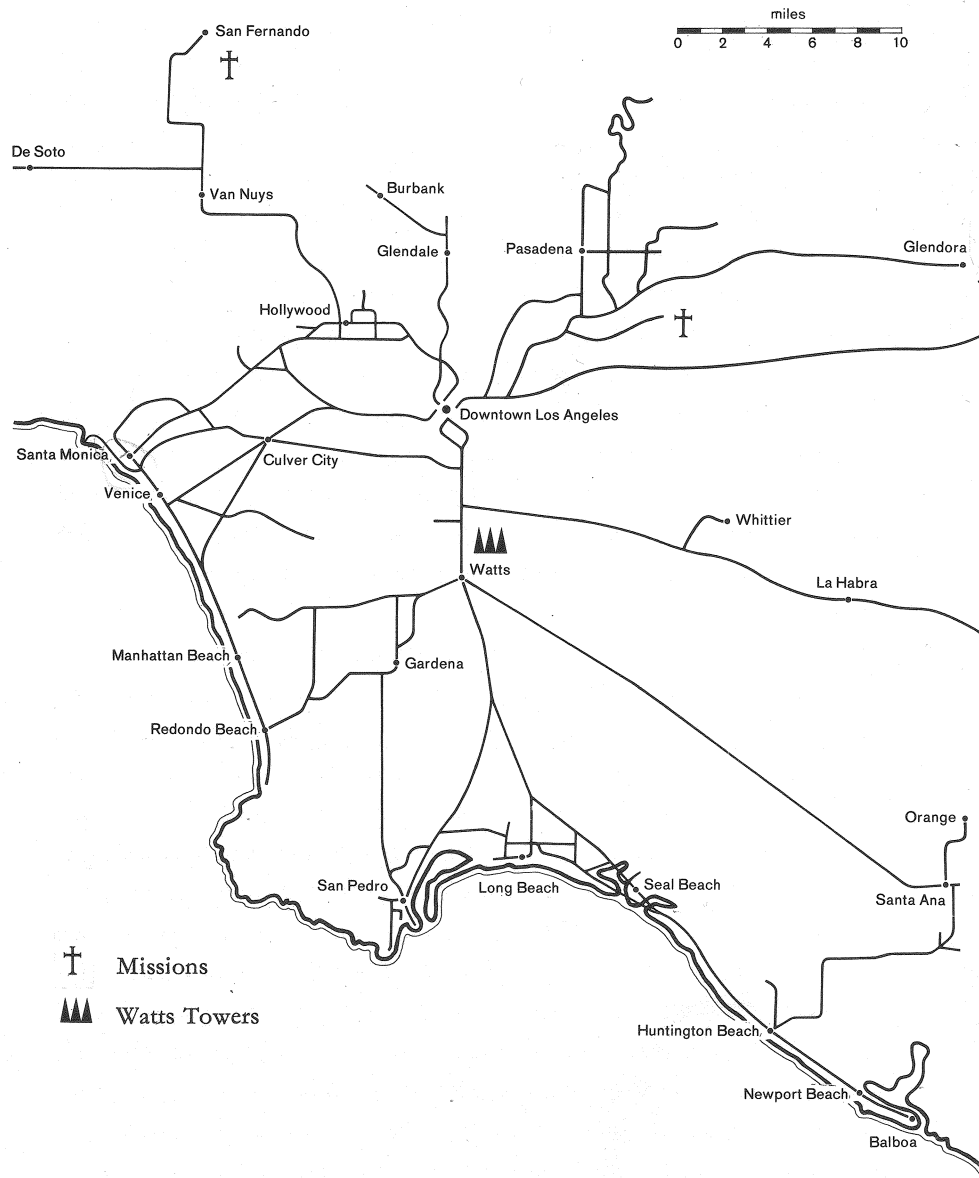 miles
0 2 4 6 8 10
San Fernando
De Soto
Van Nuys
Burbank
Glendale
Pasadena
Glendora
Hollywood
Downtown Los Angeles
Santa Monica
Culver City
Venice
Whittier
Watts
La Habra
Manhattan Beach
Gardena
Redondo Beach
Orange
San Pedro
Long Beach
Seal Beach
Santa Ana
Missions
Watts Towers
Huntington Beach
Newport Beach
Balboa